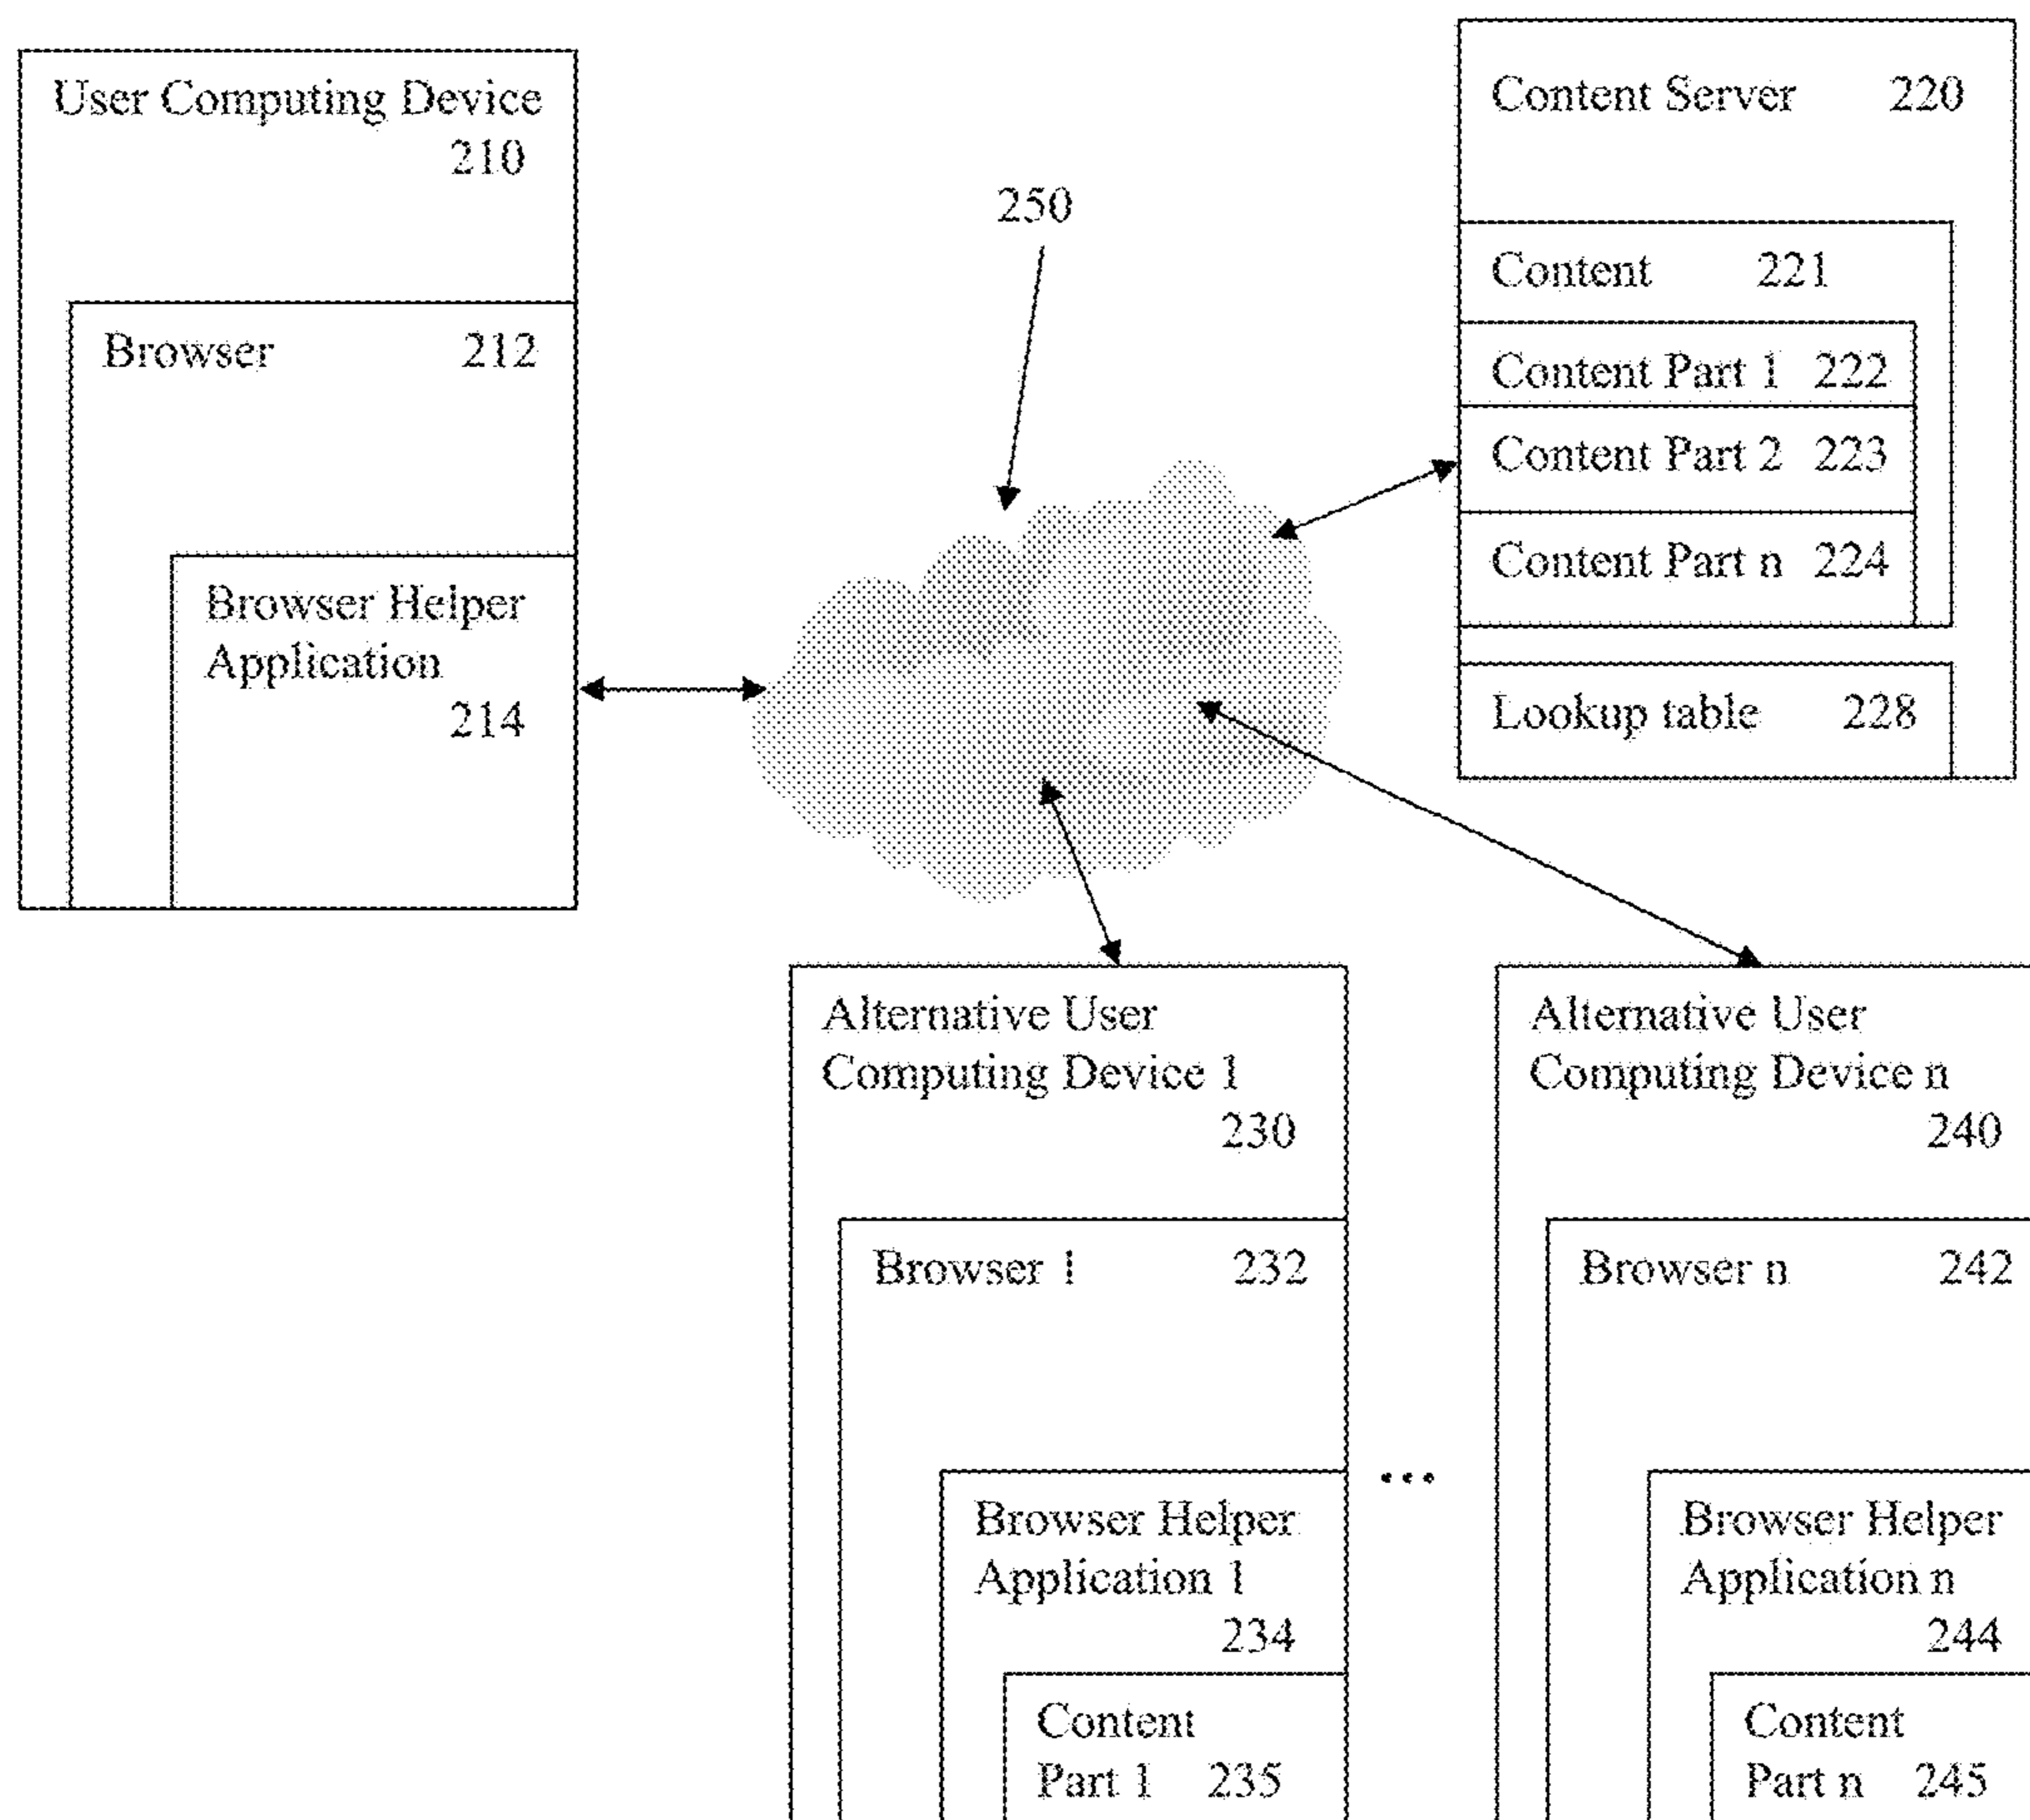 User Computing Device
210
Browser 212
Browser Helper
Application
214
250
Content Server 220
Content 221
Content Part 1 222
Content Part 2 223
Content Part n 224
Lookup table 228
Alternative User
Computing Device 1
230
Browser 1 232
Browser Helper
Application 1
234
Content
Part 1 235
...
Alternative User
Computing Device n
240
Browser n 242
Browser Helper
Application n
244
Content
Part n 245